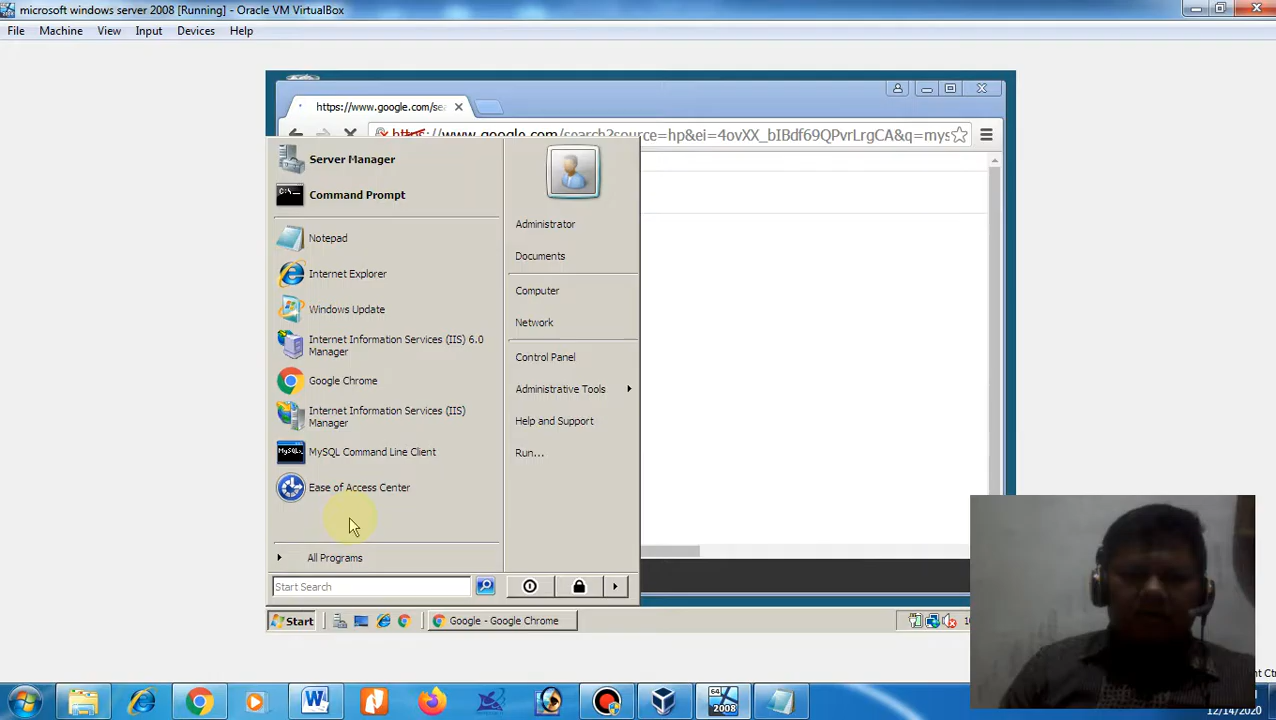 microsoft windows server 2008 [Running] - Oracle VM VirtualBox
File Machine View Input Devices Help
https://www.google.com/sea
https://www.google.com/search?source=hp&ei=4ovXX_bIBdf69QPvrLrgCA&q=mys
Server Manager
Command Prompt
Notepad
Internet Explorer
Windows Update
Internet Information Services (IIS) 6.0
Manager
Google Chrome
Internet Information Services (IIS)
Manager
MySQL Command Line Client
Ease of Access Center
All Programs
Start Search
Administrator
Documents
Computer
Network
Control Panel
Administrative Tools
Help and Support
Run...
Start
Google - Google Chrome
10
Ctrl
64
2008
12/14/2020